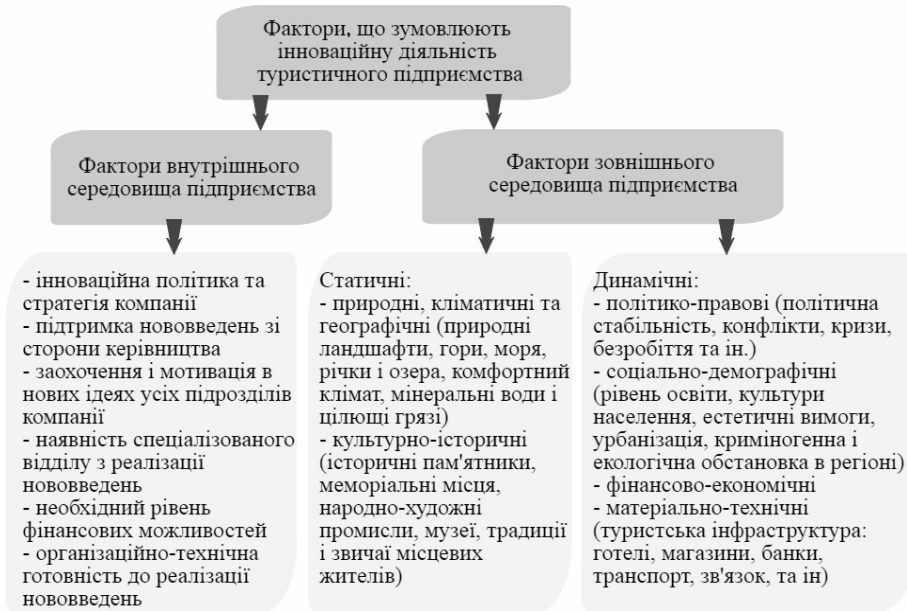 Фактори, що зумовлюють
інноваційну діяльність
туристичного підприємства
Фактори внутрішнього
середовища підприємства
Фактори зовнішнього
середовища підприємства
- інноваційна політика та
стратегія компанії
- підтримка нововведень зі
сторони керівництва
- заохочення і мотивація в
нових ідеях усіх підрозділів
компанії
- наявність спеціалізованого
відділу з реалізації
нововведень
- необхідний рівень
фінансових можливостей
- організаційно-технічна
готовність до реалізації
нововведень
Статичні:
- природні, кліматичні та
географічні (природні
ландшафти, гори, моря,
річки і озера, комфортний
клімат, мінеральні води і
цілющі грязі)
- культурно-історичні
(історичні пам'ятники,
меморіальні місця,
народно-художні
промисли, музеї, традиції
і звичаї місцевих
жителів)
Динамічні:
- політико-правові (політична
стабільність, конфлікти, кризи,
безробіття та ін.)
- соціально-демографічні
(рівень освіти, культури
населення, естетичні вимоги,
урбанізація, криміногенна і
екологічна обстановка в регіоні)
- фінансово-економічні
- матеріально-технічні
(туристська інфраструктура:
готелі, магазини, банки,
транспорт, зв'язок, та ін)